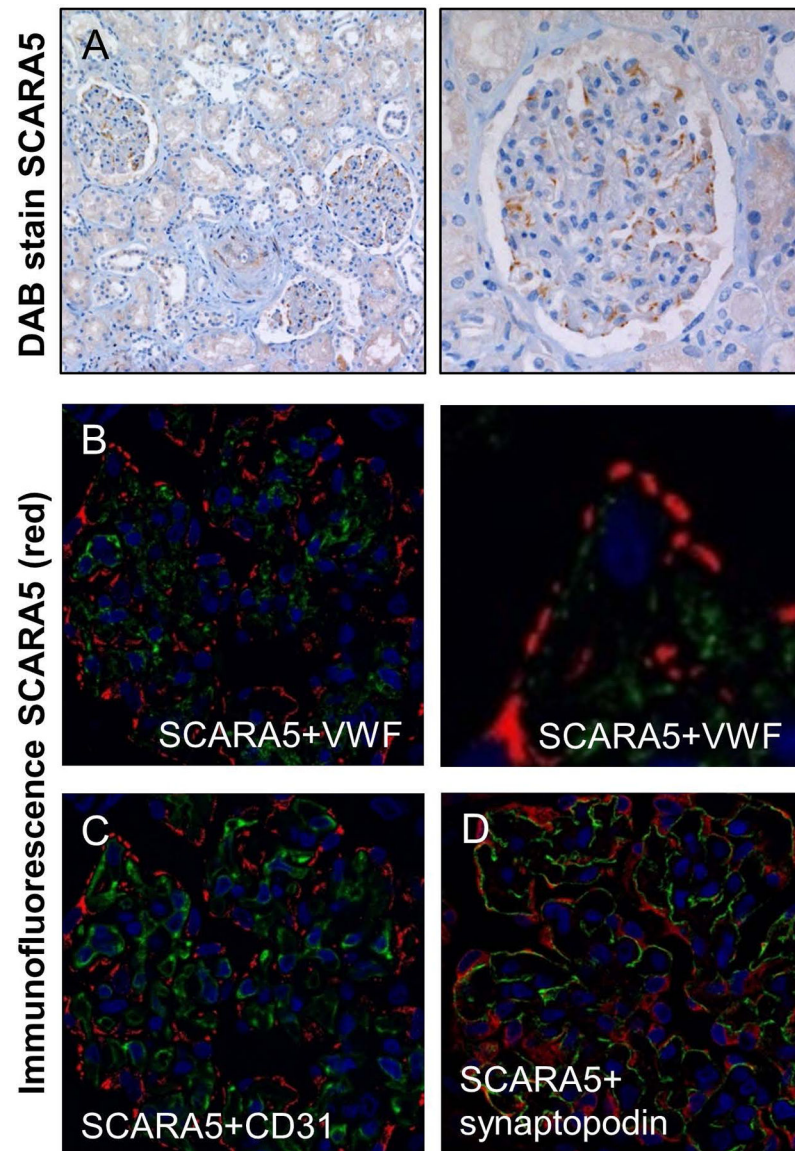 DAB stain SCARA5
A
Immunofluorescence SCARA5 (red)
B
SCARA5+VWF
SCARA5+VWF
C
SCARA5+CD31
D
SCARA5+
synaptopodin